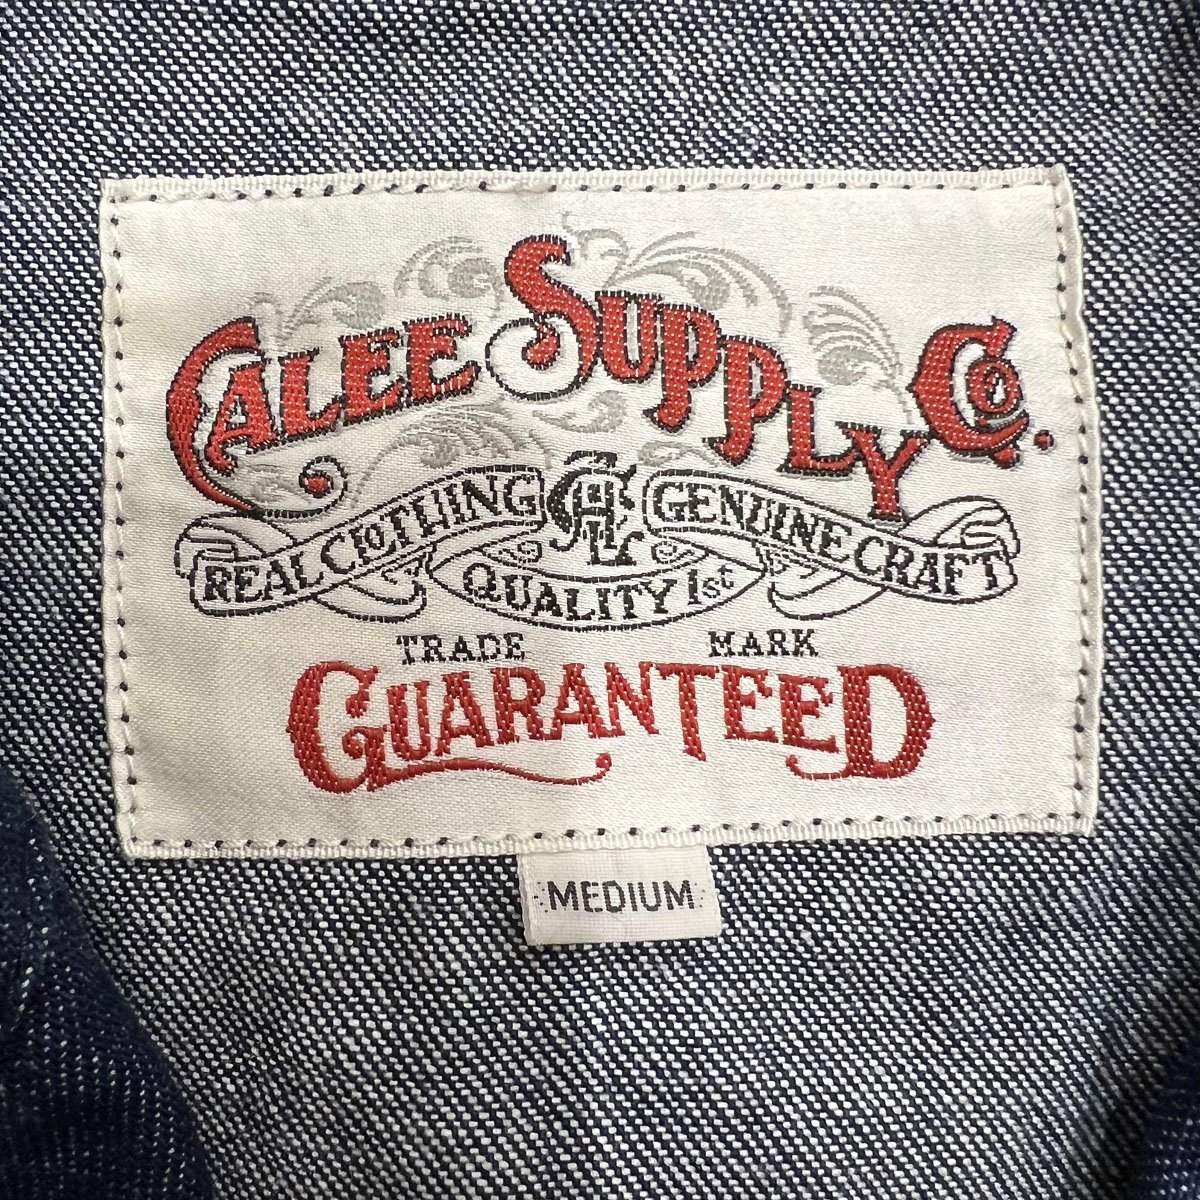 CALEE SUPPLY Co.
REAL CLOTHING GENUINE CRAFT
QUALITY 1st
TRADE MARK
GUARANTEED
MEDIUM